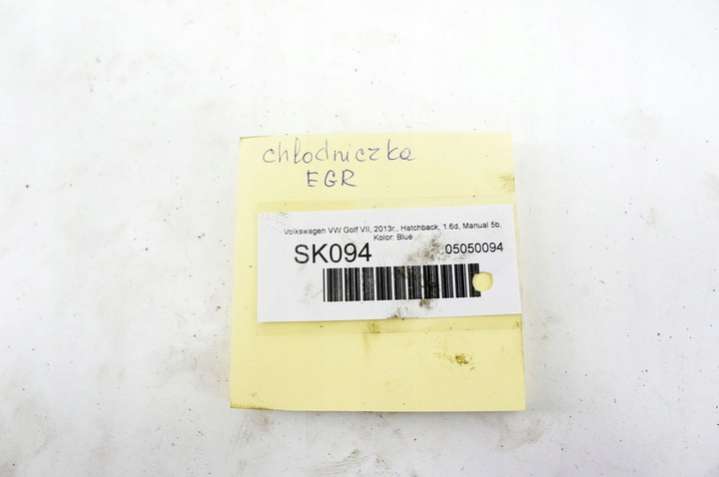 chłodniczka
EGR
Volkswagen VW Golf VII, 2013r., Hatchback, 1.6d, Manual 5b,
Kolor: Blue
SK094 05050094